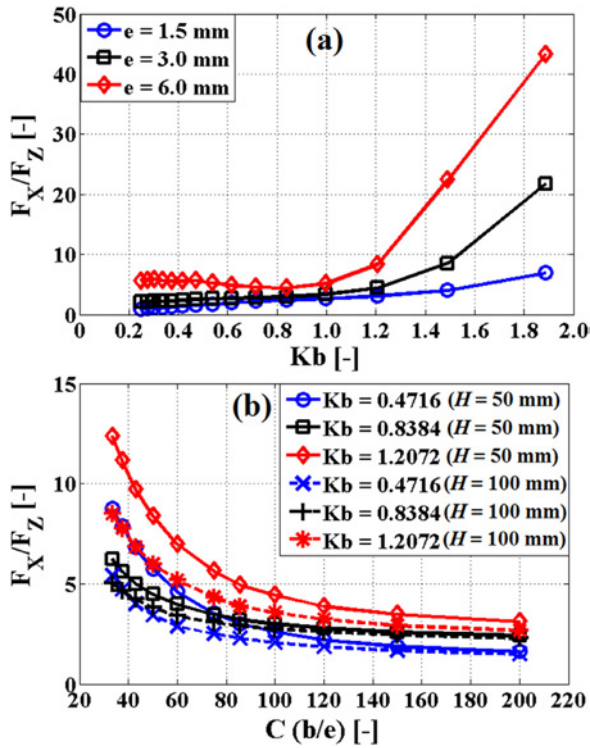 (a)
e = 1.5 mm
e = 3.0 mm
e = 6.0 mm
F_X/F_Z [-]
50
40
30
20
10
0
0 0.2 0.4 0.6 0.8 1.0 1.2 1.4 1.6 1.8 2.0
Kb [-]
(b)
Kb = 0.4716 (H = 50 mm)
Kb = 0.8384 (H = 50 mm)
Kb = 1.2072 (H = 50 mm)
Kb = 0.4716 (H = 100 mm)
Kb = 0.8384 (H = 100 mm)
Kb = 1.2072 (H = 100 mm)
F_X/F_Z [-]
15
10
5
0
20 40 60 80 100 120 140 160 180 200 220
C (b/e) [-]